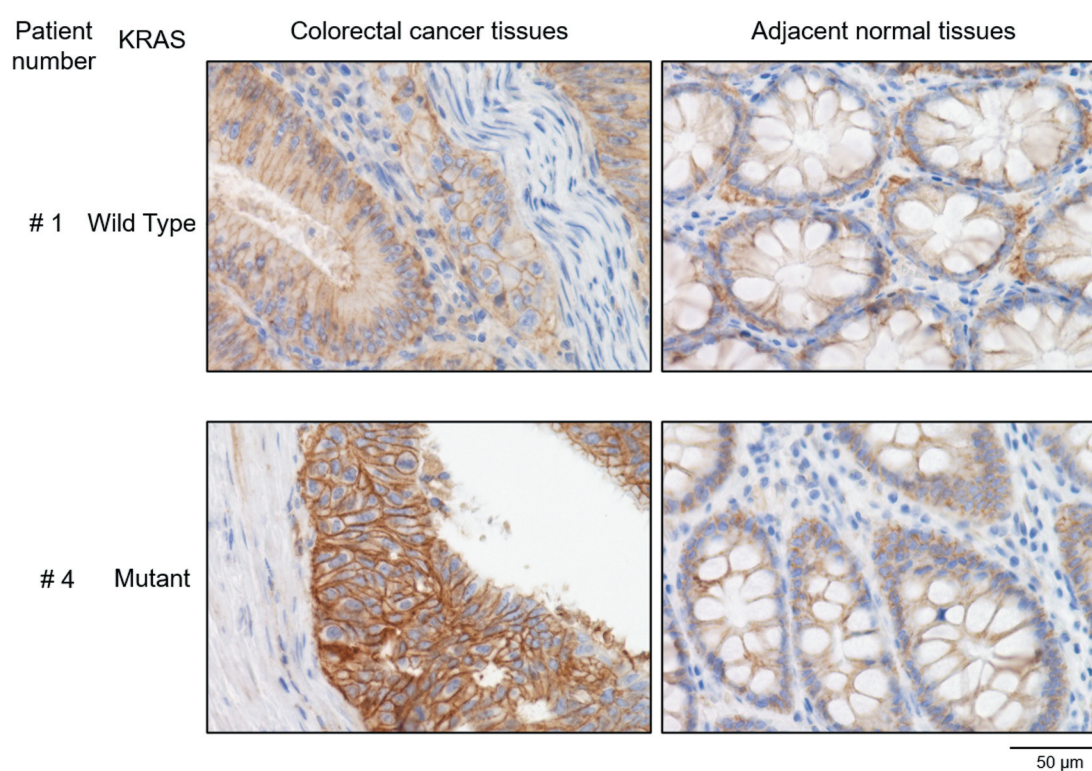 Patient number
KRAS
Colorectal cancer tissues
Adjacent normal tissues
# 1
Wild Type
# 4
Mutant
50 μm